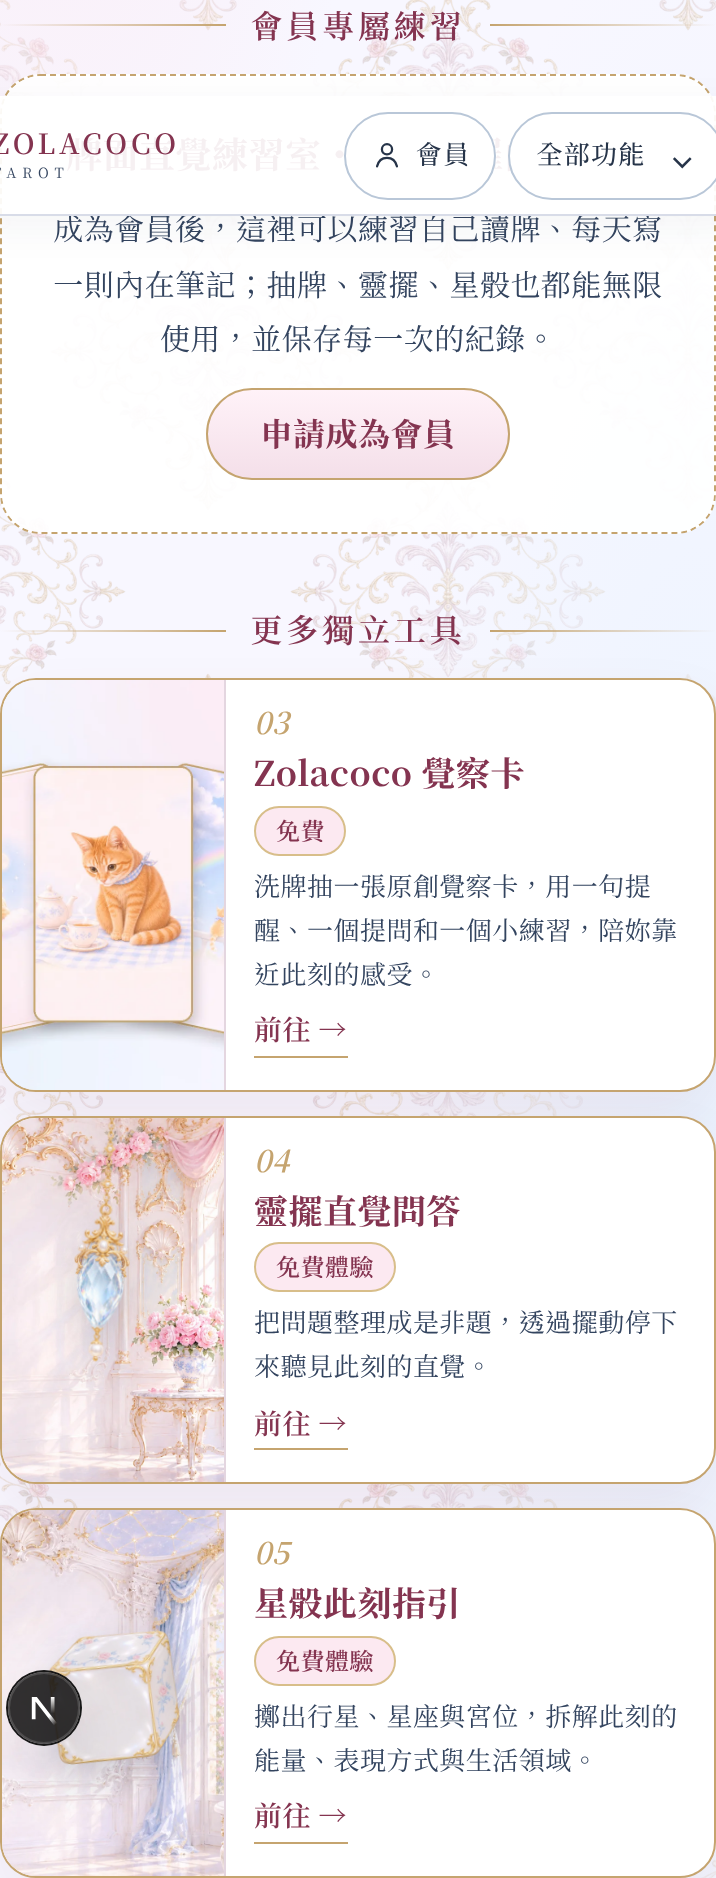 會員專屬練習
ZOLACOCO
TAROT
會員
全部功能
成為會員後，這裡可以練習自己讀牌、每天寫
一則內在筆記；抽牌、靈擺、星骰也都能無限
使用，並保存每一次的紀錄。
申請成為會員
更多獨立工具
03
Zolacoco 覺察卡
免費
洗牌抽一張原創覺察卡，用一句提
醒、一個提問和一個小練習，陪妳靠
近此刻的感受。
前往 →
04
靈擺直覺問答
免費體驗
把問題整理成是非題，透過擺動停下
來聽見此刻的直覺。
前往 →
05
星骰此刻指引
免費體驗
擲出行星、星座與宮位，拆解此刻的
能量、表現方式與生活領域。
前往 →
N